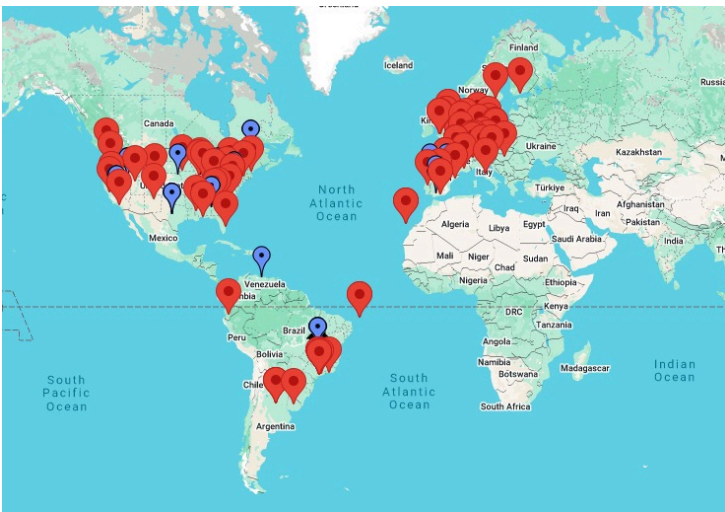 Iceland
Finland
Norway
Russia
Canada
Ukraine
Kazakhstan
Italy
North
Atlantic
Ocean
Türkiye
Iraq
Iran
Afghanistan
Pakistan
Algeria
Libya
Egypt
Saudi Arabia
India
Mexico
Mali
Niger
Chad
Sudan
Nigeria
Ethiopia
Venezuela
DRC
Kenya
Tanzania
Brazil
Peru
Angola
Bolivia
Namibia
Botswana
Madagascar
South
Pacific
Ocean
Chile
South
Atlantic
Ocean
Indian
Ocean
South Africa
Argentina